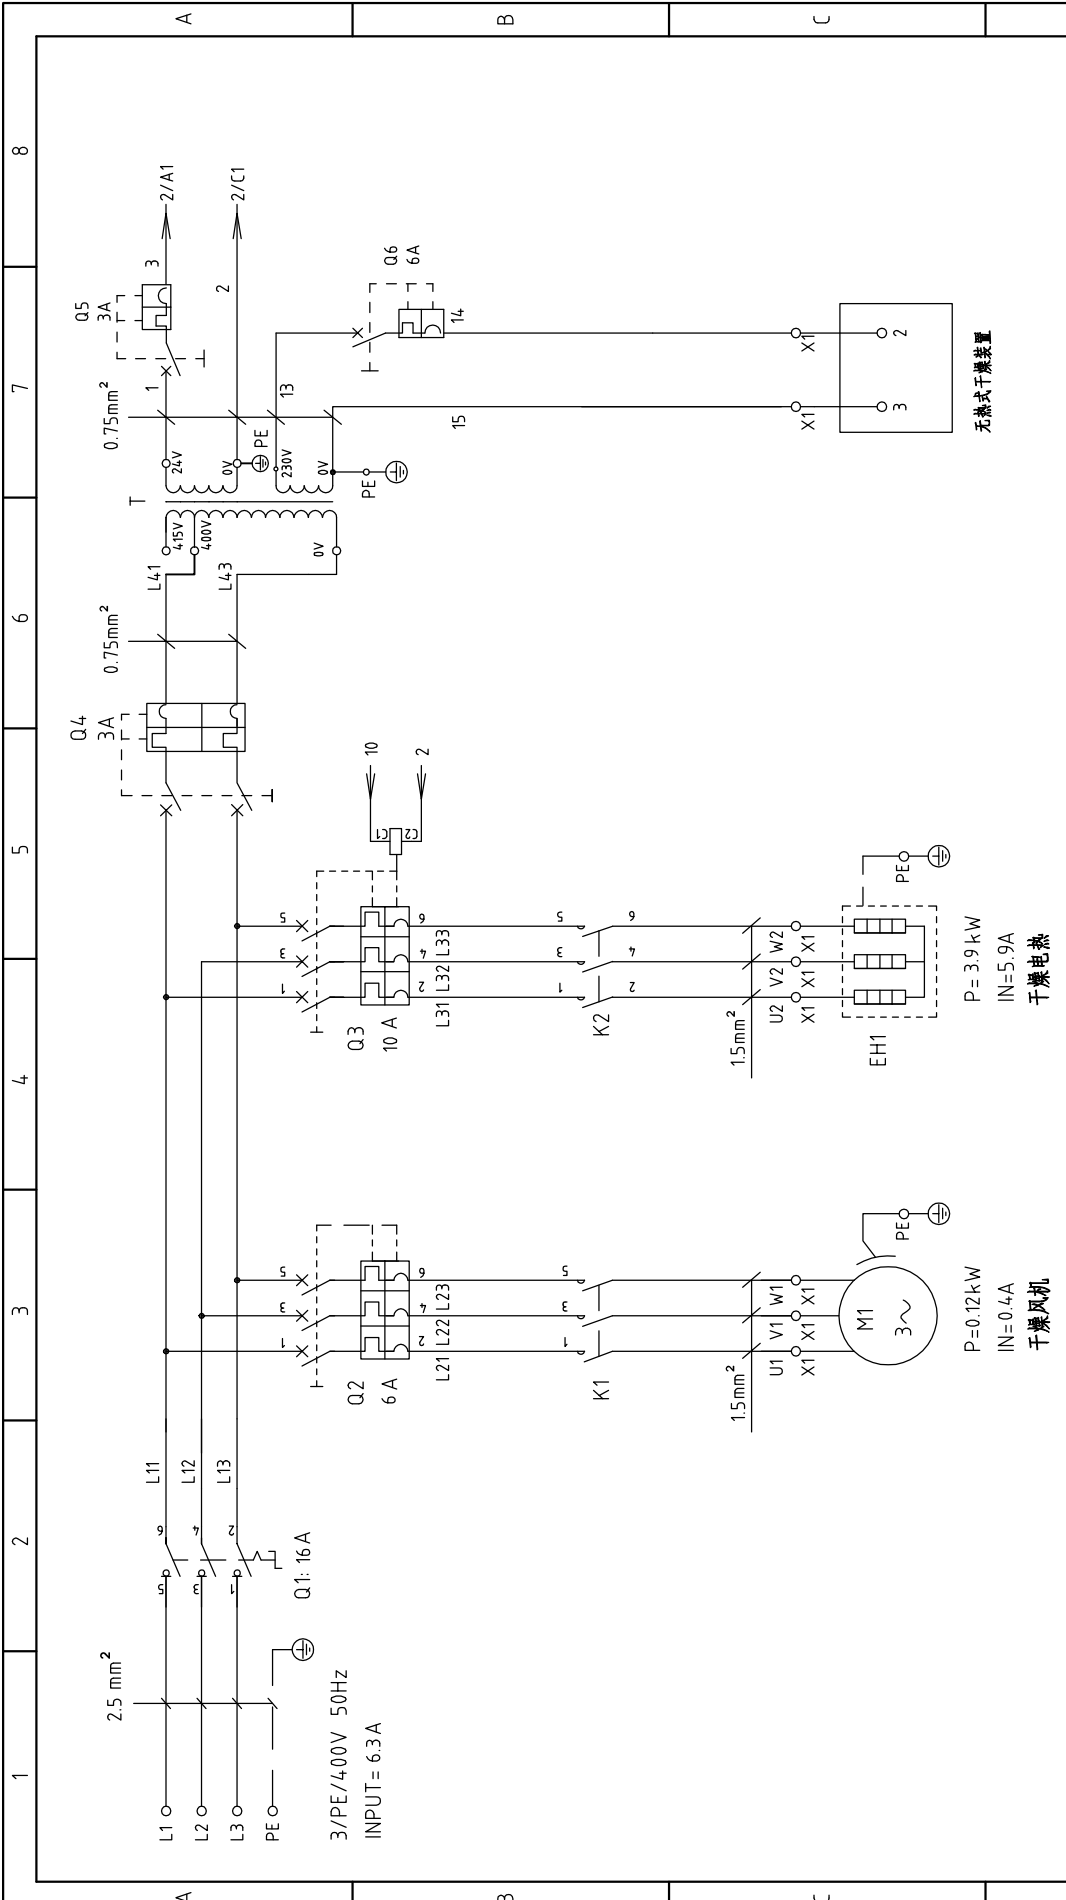 1 2 3 4 5 6 7 8
A
B
C
A
B
C
L1
L2
L3
PE
2.5 mm²
3/PE/400V 50Hz
INPUT= 6.3A
5 6
3 4
1 2
Q1: 16A
L11
L12
L13
1 3 5
Q2
6A
2 4 6
L21 L22 L23
1 3 5
K1
1.5mm²
U1 V1 W1
X1 X1 X1
M1
3~
PE
P=0.12kW
IN=0.4A
干燥风机
1 3 5
Q3
10 A
2 4 6
L31 L32 L33
C1
C2
10
2
1 3 5
K2
2 4 6
1.5mm²
U2 V2 W2
X1 X1 X1
EH1
PE
P= 3.9kW
IN=5.9A
干燥电热
Q4
3A
0.75mm²
L41
L43
415V
400V
0V
T
24V
0V
230V
0V
PE
PE
0.75mm²
1
Q5
3A
3
2/A1
2
2/C1
13
Q6
6A
14
15
X1
X1
2
3
无热式干燥装置